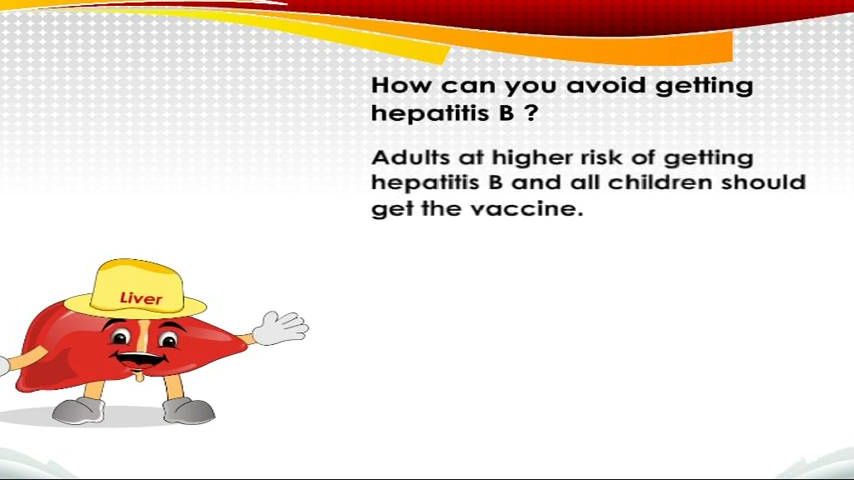 How can you avoid getting
hepatitis B ?
Adults at higher risk of getting
hepatitis B and all children should
get the vaccine.
Liver